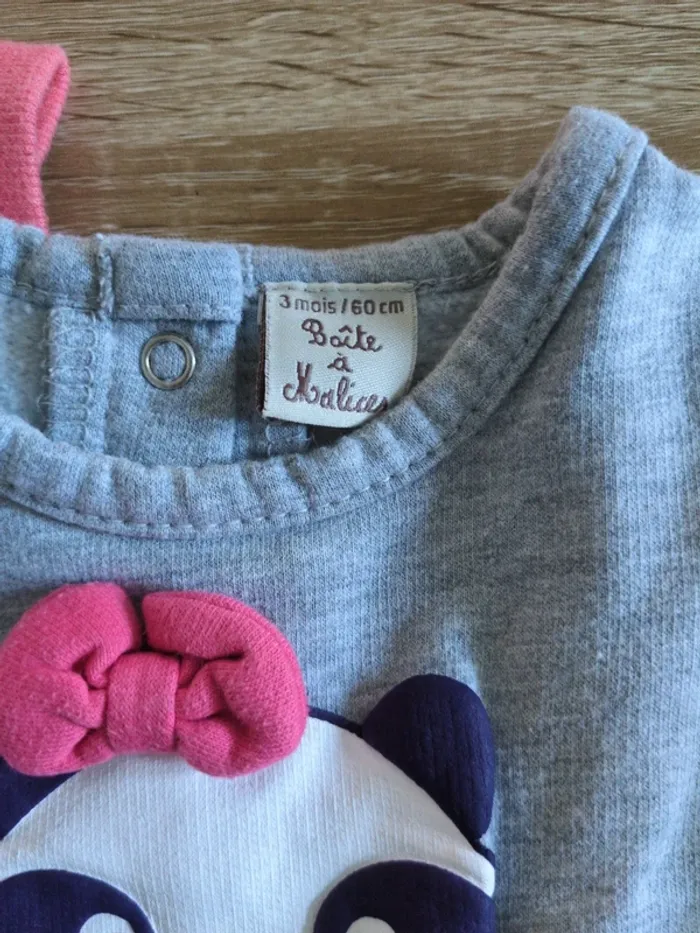 3 mois / 60 cm
Boîte
à
Malices